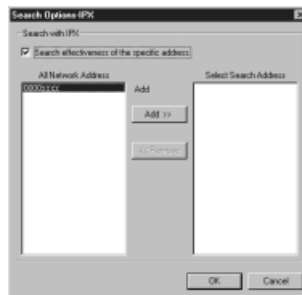 Search Options-IPX
Search with IPX
Search effectiveness of the specific address.
All Network Address
Select Search Address
Add
Add >>
<<Remove
OK
Cancel